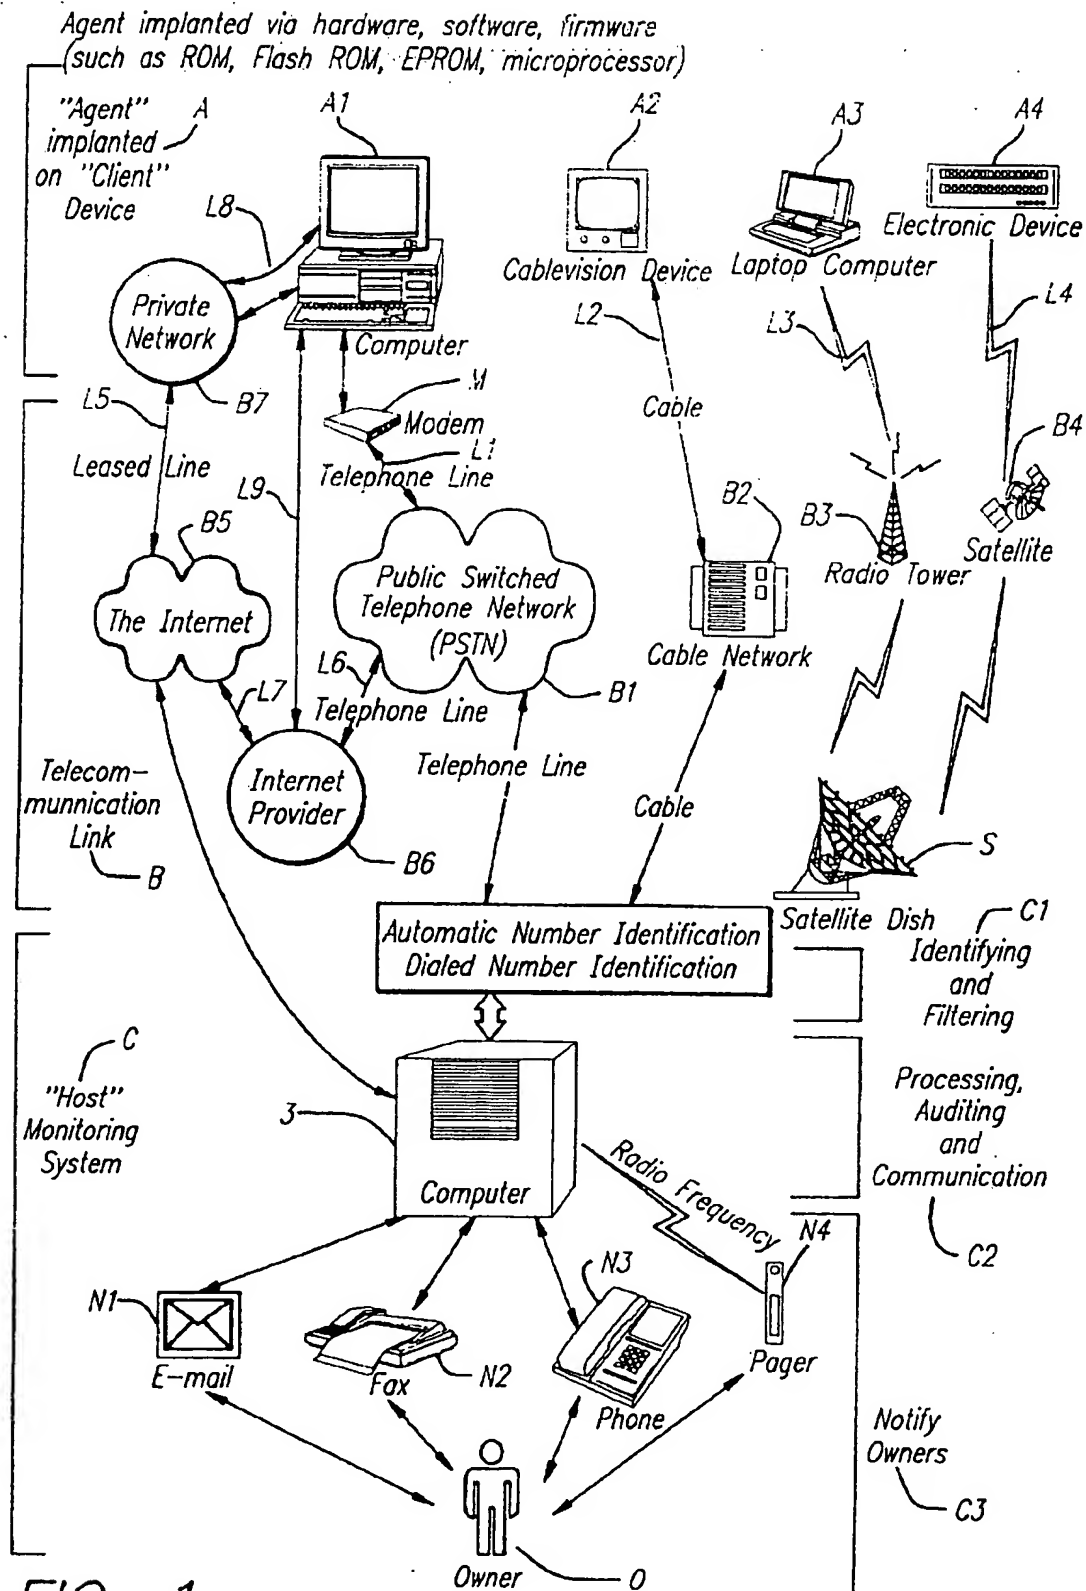 Agent implanted via hardware, software, firmware
(such as ROM, Flash ROM, EPROM, microprocessor)
"Agent"
implanted
on "Client"
Device
A
A1
A2
A3
A4
L8
Private
Network
Computer
Cablevision Device
Laptop Computer
Electronic Device
B7
L5
Leased Line
L9
M
Modem
L1
Telephone Line
L2
Cable
L3
L4
B4
Satellite
B3
Radio Tower
B2
Cable Network
B5
The Internet
Public Switched
Telephone Network
(PSTN)
B1
L6
Telephone Line
L7
Internet
Provider
B6
Telephone Line
Cable
Telecom-
munnication
Link
B
S
Satellite Dish
Automatic Number Identification
Dialed Number Identification
C1
Identifying
and
Filtering
C
"Host"
Monitoring
System
3
Computer
Processing,
Auditing
and
Communication
C2
Radio Frequency
N1
E-mail
N2
Fax
N3
Phone
N4
Pager
Notify
Owners
C3
Owner
O
FIG. 1